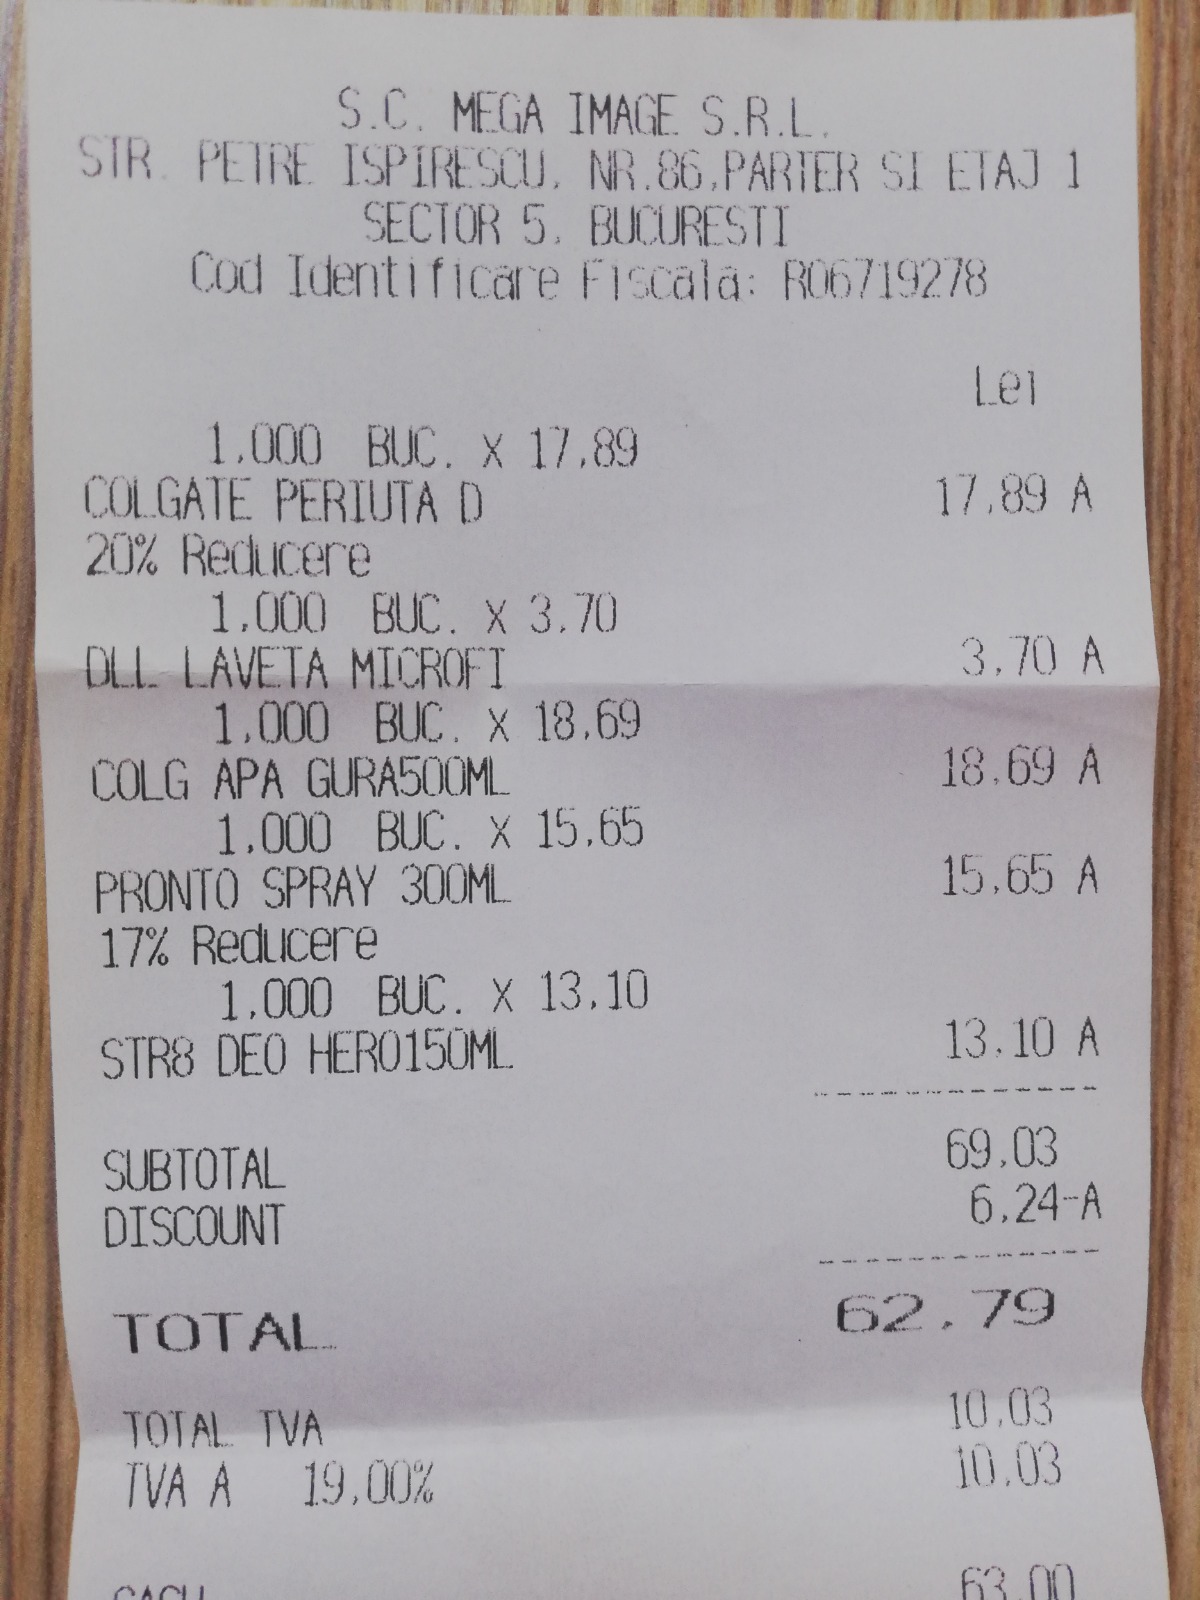 S.C. MEGA IMAGE S.R.L.
STR. PETRE ISPIRESCU, NR.86,PARTER SI ETAJ 1
SECTOR 5, BUCURESTI
Cod Identificare Fiscala: RO6719278
Lei
1,000 BUC. X 17,89
COLGATE PERIUTA D 17,89 A
20% Reducere
1,000 BUC. X 3,70
DLL LAVETA MICROFI 3,70 A
1,000 BUC. X 18,69
COLG APA GURA500ML 18,69 A
1,000 BUC. X 15,65
PRONTO SPRAY 300ML 15,65 A
17% Reducere
1,000 BUC. X 13,10
STR8 DEO HERO150ML 13,10 A
SUBTOTAL 69,03
DISCOUNT 6,24-A
TOTAL 62,79
TOTAL TVA 10,03
TVA A 19,00% 10,03
CASH 63,00